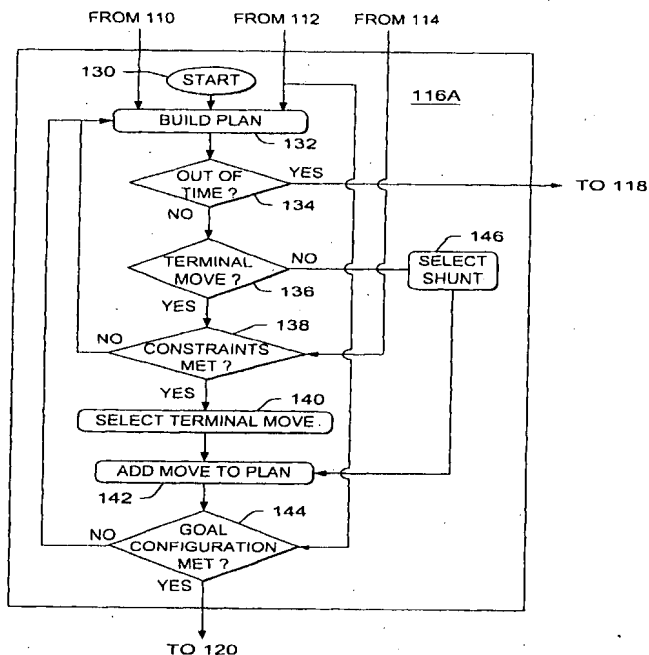 FROM 110
FROM 112
FROM 114
130
START
116A
BUILD PLAN
132
OUT OF
TIME ?
YES
134
TO 118
NO
TERMINAL
MOVE ?
NO
136
146
SELECT
SHUNT
YES
138
NO
CONSTRAINTS
MET ?
YES
140
SELECT TERMINAL MOVE
ADD MOVE TO PLAN
142
144
NO
GOAL
CONFIGURATION
MET ?
YES
TO 120